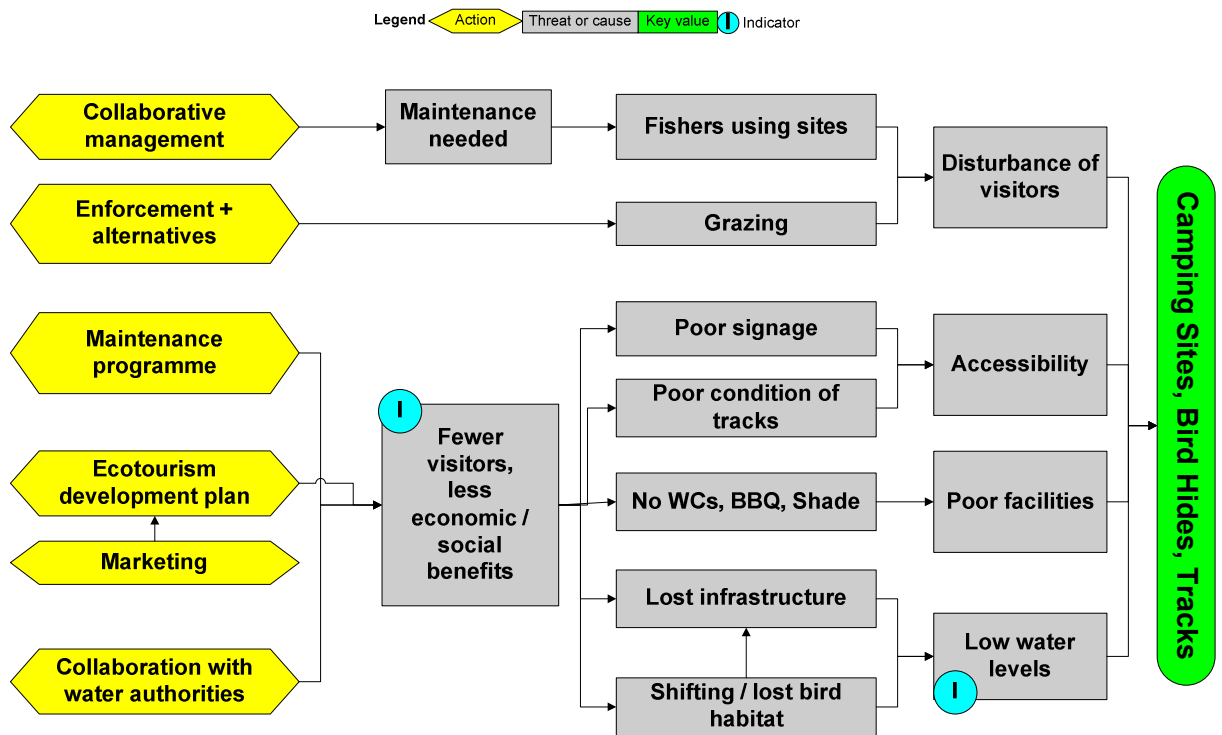 Legend Action Threat or cause Key value I Indicator
Collaborative
management
Maintenance
needed
Fishers using sites
Disturbance of
visitors
Enforcement +
alternatives
Grazing
Maintenance
programme
Poor signage
Accessibility
Poor condition of
tracks
I
Fewer
visitors,
less
economic /
social
benefits
Ecotourism
development plan
No WCs, BBQ, Shade
Poor facilities
Marketing
Lost infrastructure
Low water
levels
I
Collaboration with
water authorities
Shifting / lost bird
habitat
Camping Sites, Bird Hides, Tracks